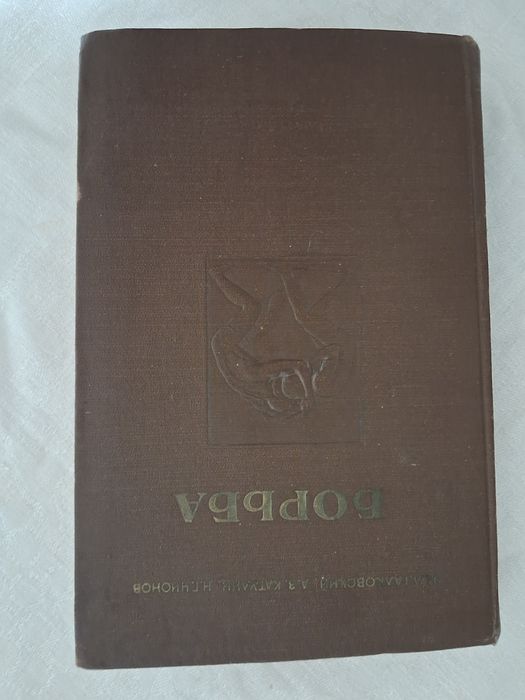 Н.М. ГАЛКОВСКИЙ, А.З. КАТУЛИН, Н.Г. ЧИОНОВ
БОРЬБА